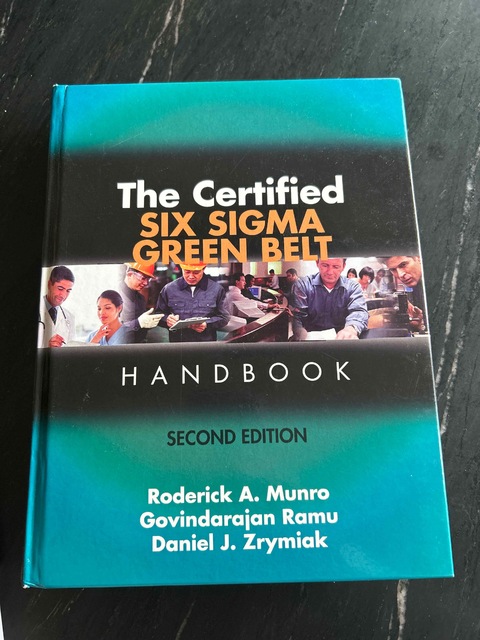 The Certified
SIX SIGMA
GREEN BELT
HANDBOOK
SECOND EDITION
Roderick A. Munro
Govindarajan Ramu
Daniel J. Zrymiak